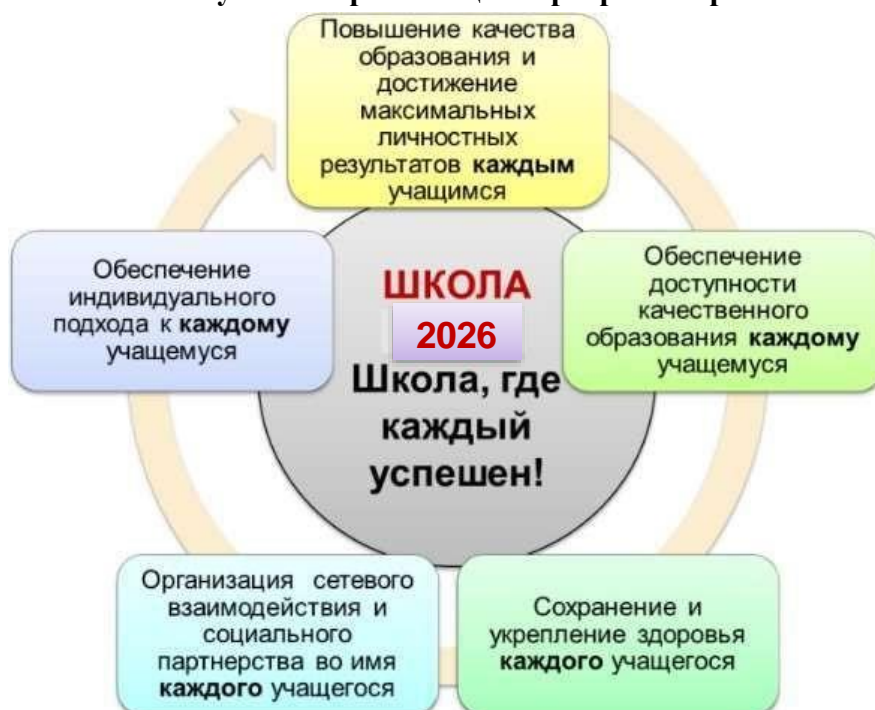 Повышение качества
образования и
достижение
максимальных
личностных
результатов каждым
учащимся
Обеспечение
доступности
качественного
образования каждому
учащемуся
Сохранение и
укрепление здоровья
каждого учащегося
Организация сетевого
взаимодействия и
социального
партнерства во имя
каждого учащегося
Обеспечение
индивидуального
подхода к каждому
учащемуся
ШКОЛА
2026
Школа, где
каждый
успешен!